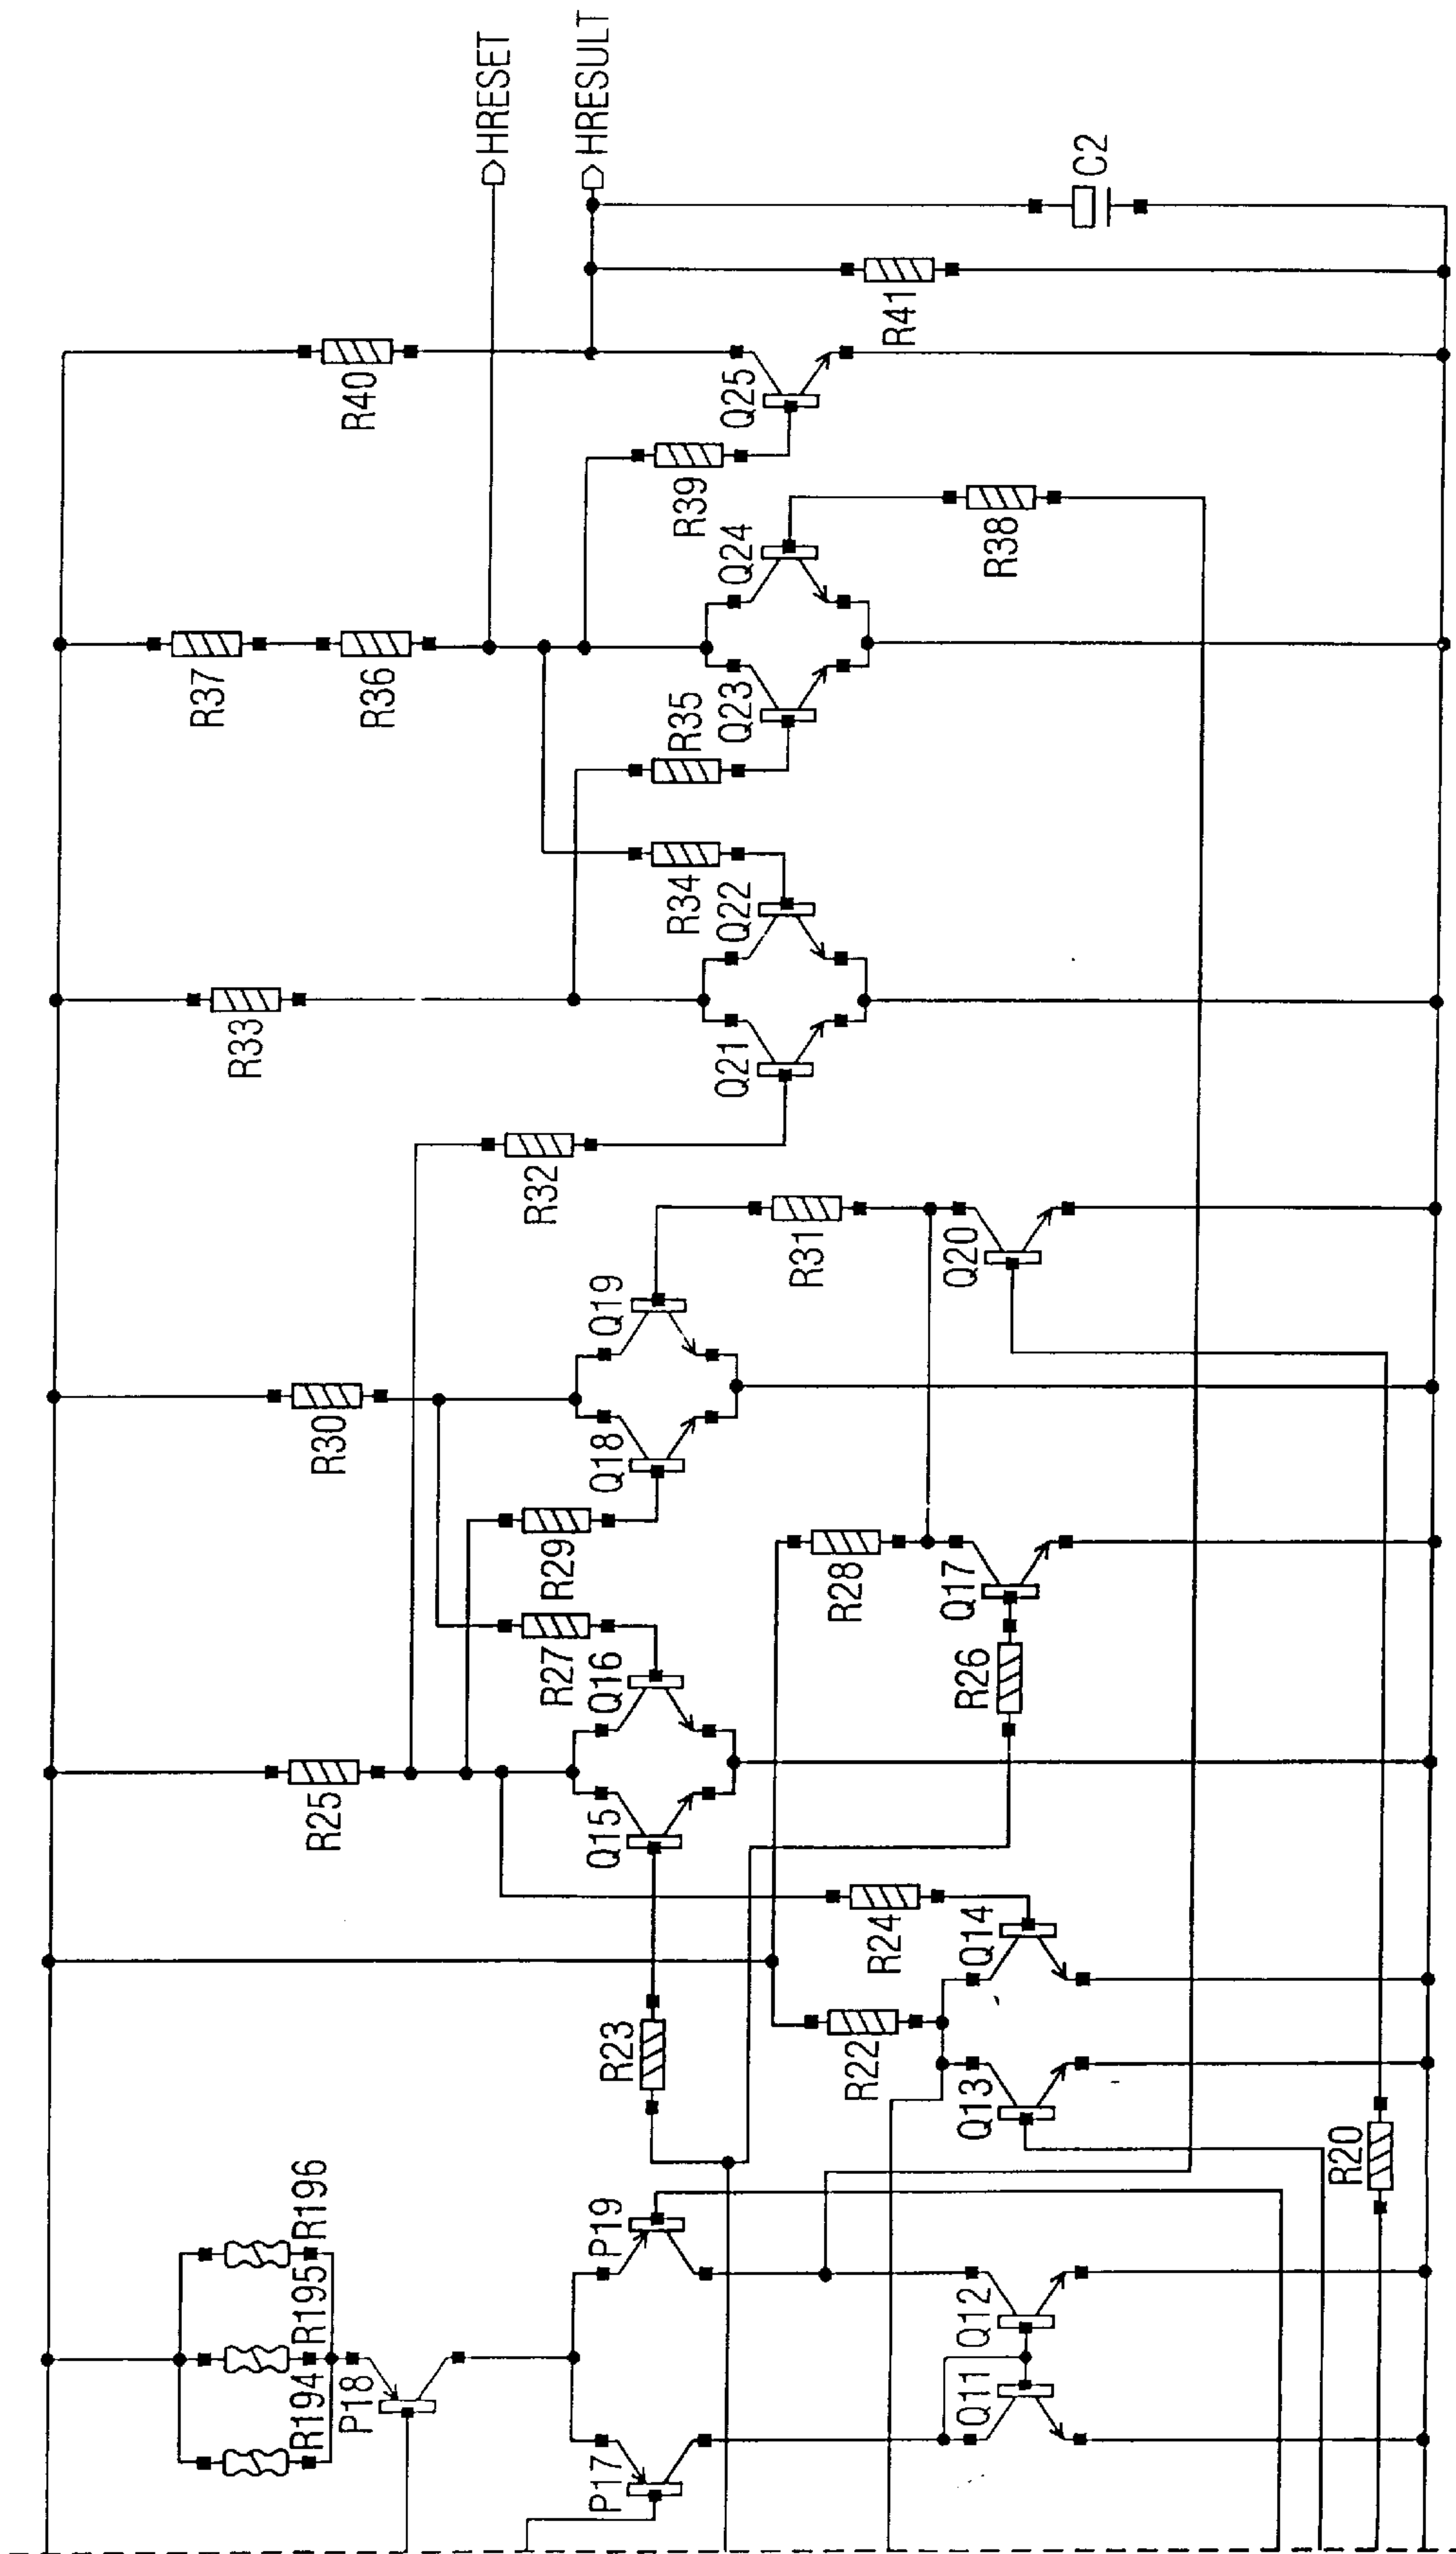 HRESET
HRESULT
C2
R41
R40
Q25
R39
Q24
R38
R37
R36
Q23
R35
R34
Q22
R33
Q21
R32
R31
Q20
Q19
R30
Q18
R29
R28
Q17
R27
Q16
R26
R25
Q15
R24
Q14
R23
R22
Q13
R20
R196
R195
R194
P19
P18
Q12
Q11
P17